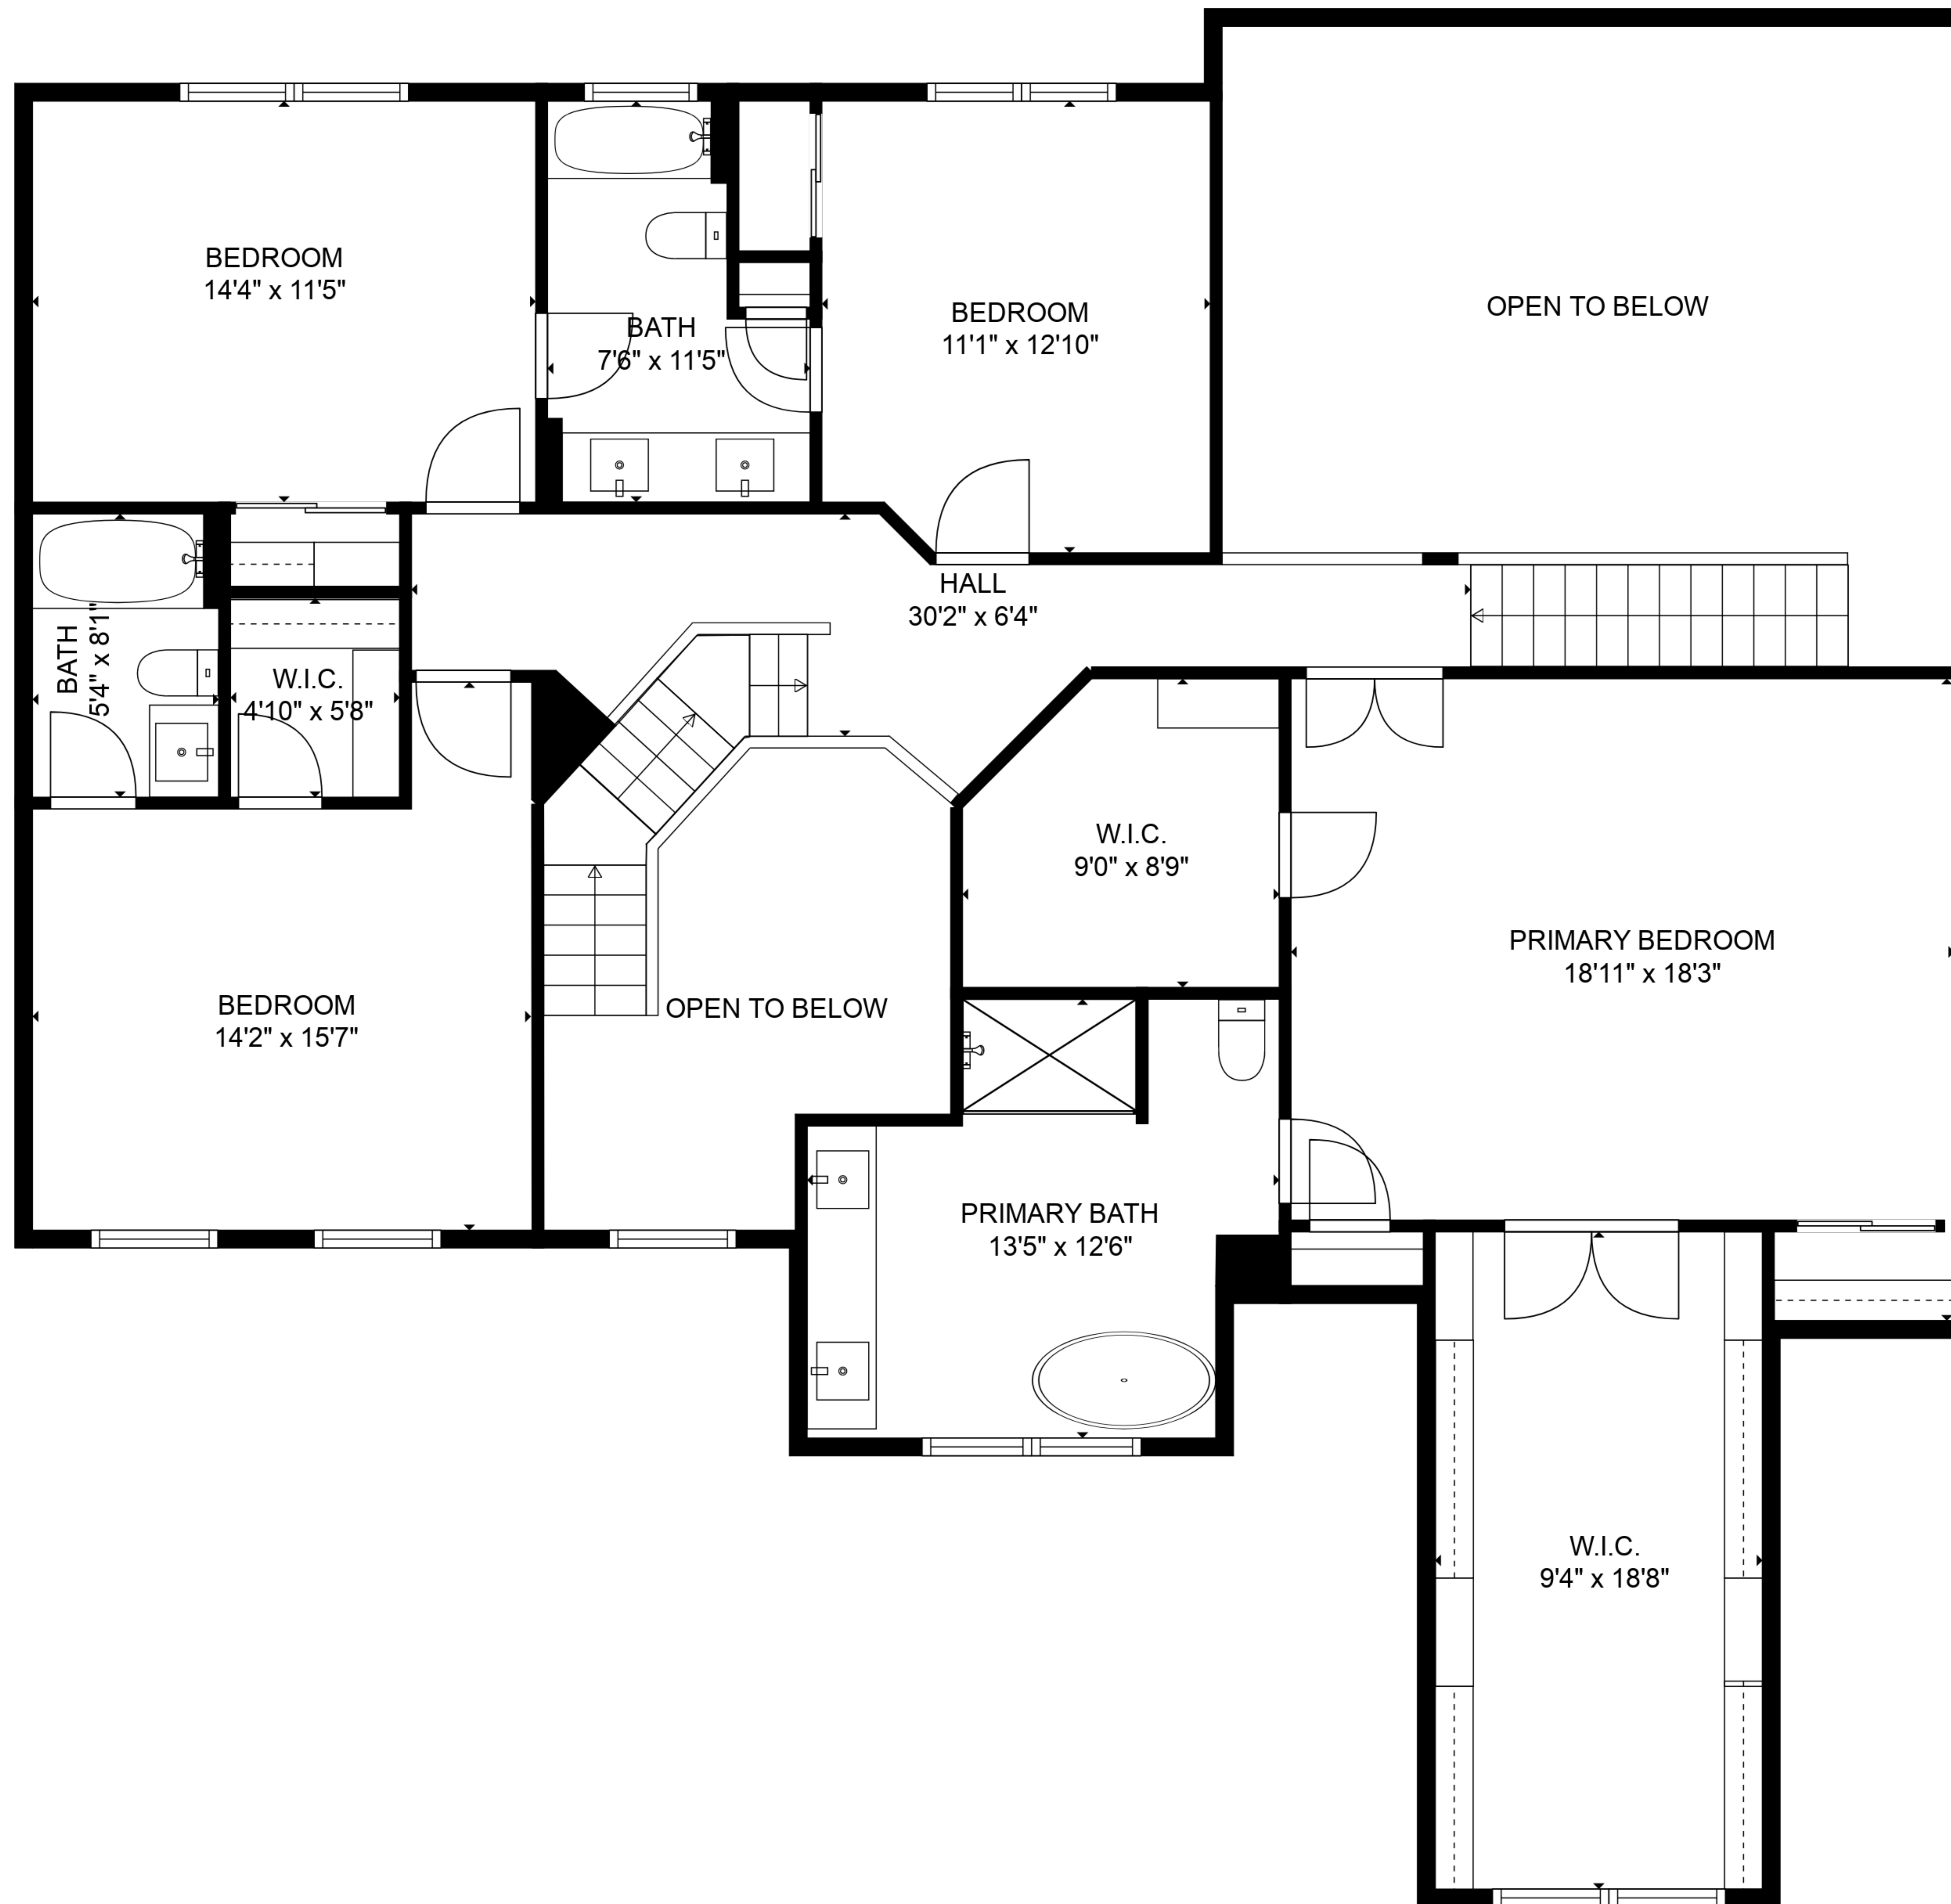 BEDROOM
14'4" x 11'5"
BATH
7'6" x 11'5"
BEDROOM
11'1" x 12'10"
OPEN TO BELOW
HALL
30'2" x 6'4"
BATH
5'4" x 8'1"
W.I.C.
4'10" x 5'8"
W.I.C.
9'0" x 8'9"
PRIMARY BEDROOM
18'11" x 18'3"
BEDROOM
14'2" x 15'7"
OPEN TO BELOW
PRIMARY BATH
13'5" x 12'6"
W.I.C.
9'4" x 18'8"